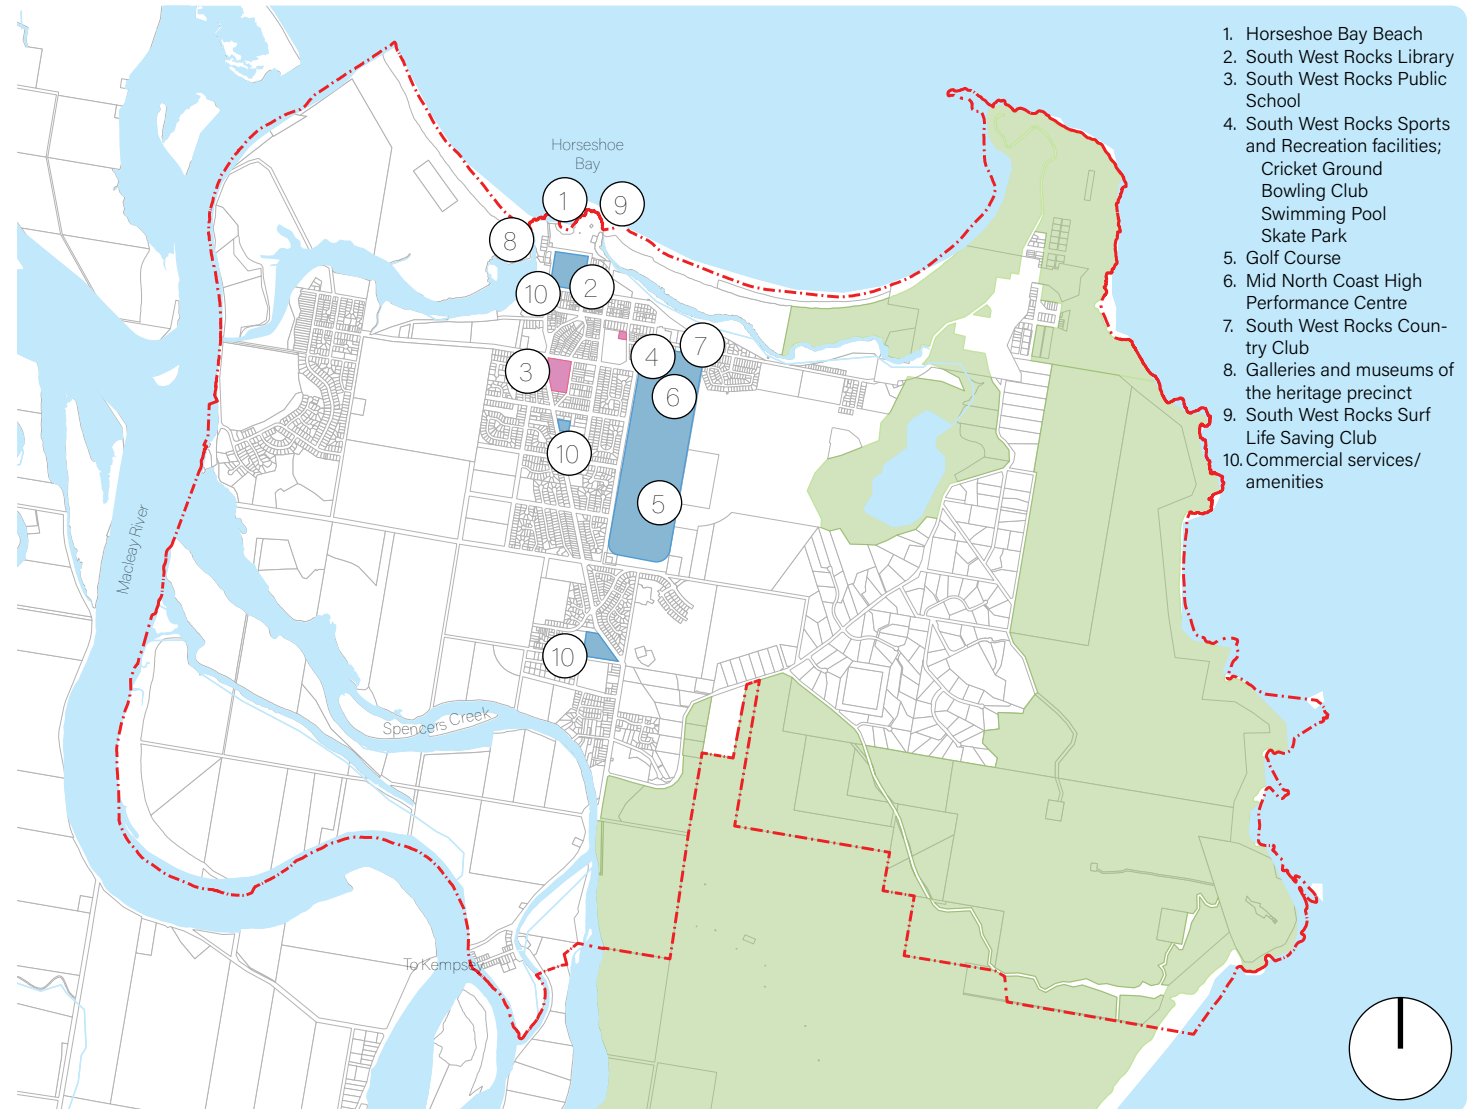 1. Horseshoe Bay Beach
2. South West Rocks Library
3. South West Rocks Public
School
4. South West Rocks Sports
and Recreation facilities;
Cricket Ground
Bowling Club
Swimming Pool
Skate Park
5. Golf Course
6. Mid North Coast High
Performance Centre
7. South West Rocks Coun-
try Club
8. Galleries and museums of
the heritage precinct
9. South West Rocks Surf
Life Saving Club
10. Commercial services/
amenities
Horseshoe
Bay
1
9
8
10
2
7
4
3
6
10
5
Macleay River
10
Spencers Creek
To Kempsey